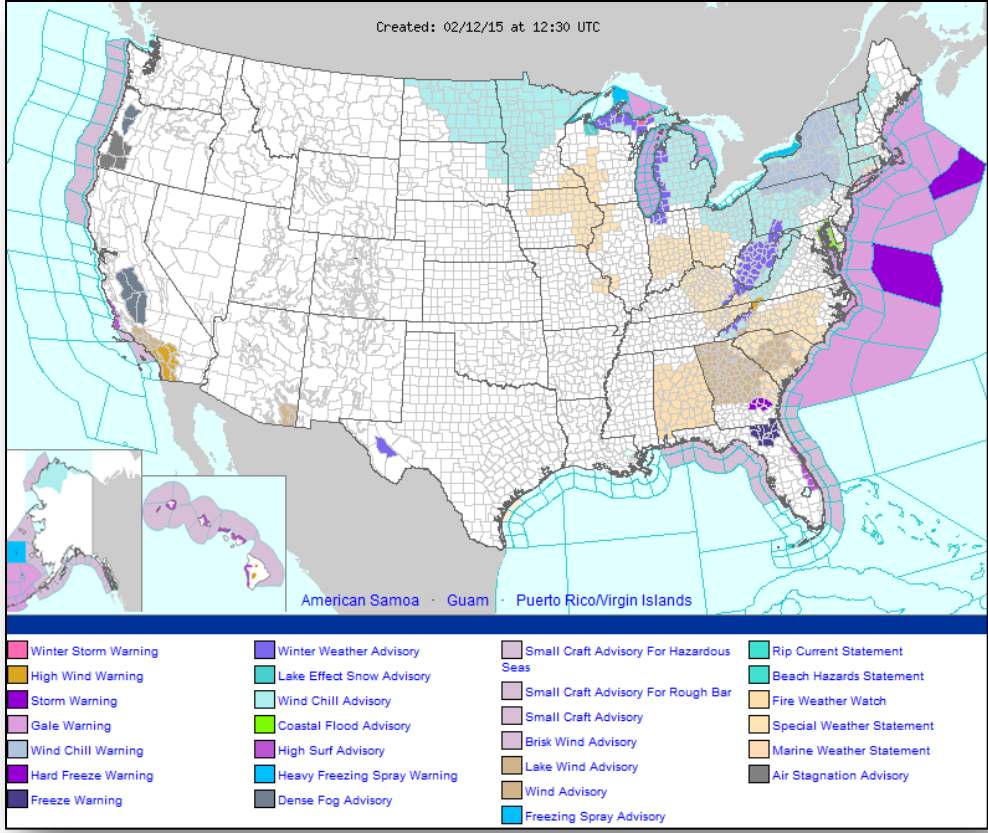 Created: 02/12/15 at 12:30 UTC
American Samoa · Guam · Puerto Rico/Virgin Islands
Winter Storm Warning
High Wind Warning
Storm Warning
Gale Warning
Wind Chill Warning
Hard Freeze Warning
Freeze Warning
Winter Weather Advisory
Lake Effect Snow Advisory
Wind Chill Advisory
Coastal Flood Advisory
High Surf Advisory
Heavy Freezing Spray Warning
Dense Fog Advisory
Small Craft Advisory For Hazardous
Seas
Small Craft Advisory For Rough Bar
Small Craft Advisory
Brisk Wind Advisory
Lake Wind Advisory
Wind Advisory
Freezing Spray Advisory
Rip Current Statement
Beach Hazards Statement
Fire Weather Watch
Special Weather Statement
Marine Weather Statement
Air Stagnation Advisory